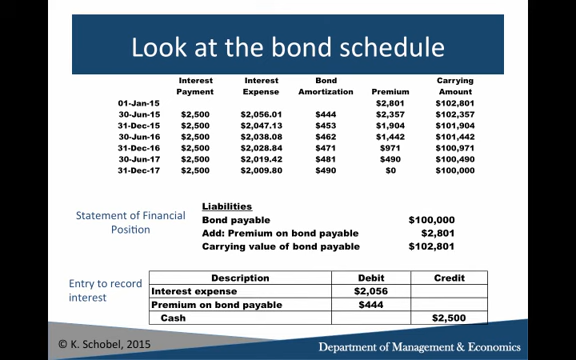 Look at the bond schedule
Interest Interest Bond Carrying
Payment Expense Amortization Premium Amount
01-Jan-15 $2,801 $102,801
30-Jun-15 $2,500 $2,056.01 $444 $2,357 $102,357
31-Dec-15 $2,500 $2,047.13 $453 $1,904 $101,904
30-Jun-16 $2,500 $2,038.08 $462 $1,442 $101,442
31-Dec-16 $2,500 $2,028.84 $471 $971 $100,971
30-Jun-17 $2,500 $2,019.42 $481 $490 $100,490
31-Dec-17 $2,500 $2,009.80 $490 $0 $100,000
Statement of Financial
Position
Liabilities
Bond payable $100,000
Add: Premium on bond payable $2,801
Carrying value of bond payable $102,801
Entry to record
interest
Description Debit Credit
Interest expense $2,056
Premium on bond payable $444
Cash $2,500
© K. Schobel, 2015
Department of Management & Economics